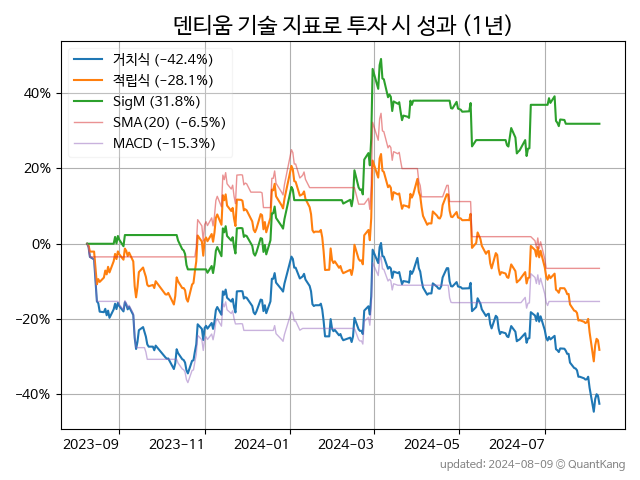 덴티움 기술 지표로 투자 시 성과 (1년)
거치식 (-42.4%)
적립식 (-28.1%)
SigM (31.8%)
SMA(20) (-6.5%)
MACD (-15.3%)
40%
20%
0%
-20%
-40%
2023-09 2023-11 2024-01 2024-03 2024-05 2024-07
updated: 2024-08-09 © QuantKang